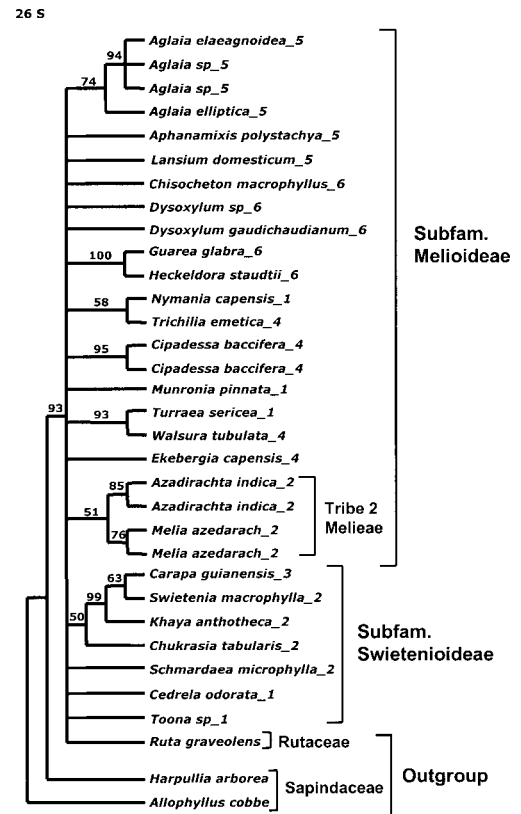 26 S
94
Aglaia elaeagnoidea_5
Aglaia sp_5
74
Aglaia sp_5
Aglaia elliptica_5
Aphanamixis polystachya_5
Lansium domesticum_5
Chisocheton macrophyllus_6
Dysoxylum sp_6
Dysoxylum gaudichaudianum_6
Subfam.
Melioideae
100
Guarea glabra_6
Heckeldora staudtii_6
58
Nymania capensis_1
Trichilia emetica_4
95
Cipadessa baccifera_4
Cipadessa baccifera_4
Munronia pinnata_1
93
93
Turraea sericea_1
Walsura tubulata_4
Ekebergia capensis_4
85
Azadirachta indica_2
Azadirachta indica_2
51
Tribe 2
Melieae
76
Melia azedarach_2
Melia azedarach_2
63
Carapa guianensis_3
99
Swietenia macrophylla_2
50
Khaya anthotheca_2
Chukrasia tabularis_2
Subfam.
Swietenioideae
Schmardaea microphylla_2
Cedrela odorata_1
Toona sp_1
Ruta graveolens
Rutaceae
Harpullia arborea
Sapindaceae
Outgroup
Allophyllus cobbe